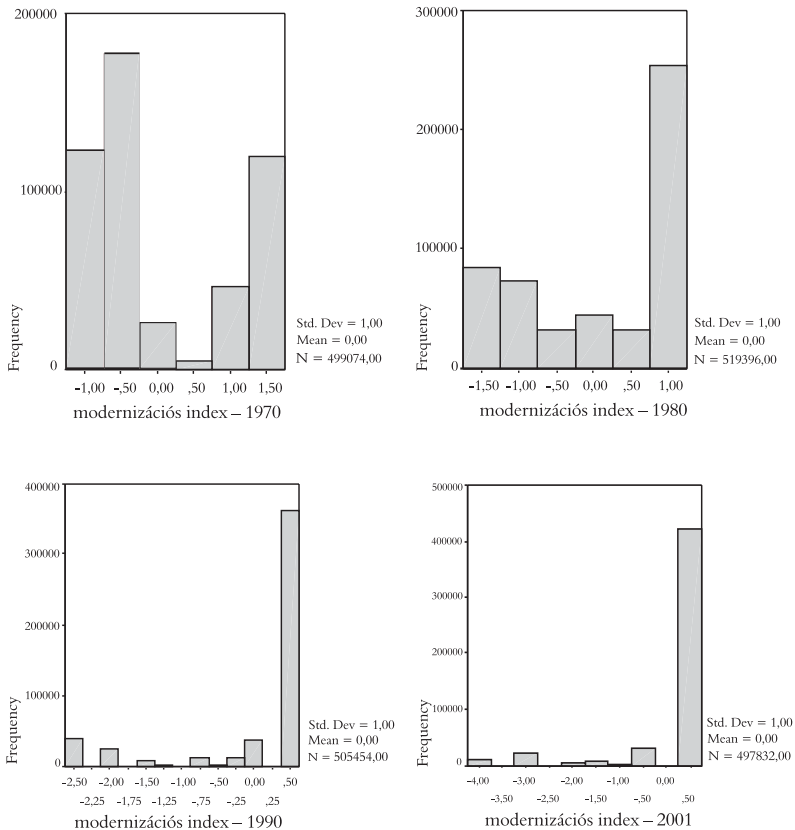 200000
100000
0
Frequency
-1,00 -,50 0,00 ,50 1,00 1,50
modernizációs index – 1970
Std. Dev = 1,00
Mean = 0,00
N = 499074,00
300000
200000
100000
0
Frequency
-1,50 -1,00 -,50 0,00 ,50 1,00
modernizációs index – 1980
Std. Dev = 1,00
Mean = 0,00
N = 519396,00
400000
300000
200000
100000
0
Frequency
-2,50 -2,00 -1,50 -1,00 -,50 0,00 ,50
-2,25 -1,75 -1,25 -,75 -,25 ,25
modernizációs index – 1990
Std. Dev = 1,00
Mean = 0,00
N = 505454,00
500000
400000
300000
200000
100000
0
Frequency
-4,00 -3,00 -2,00 -1,00 0,00
-3,50 -2,50 -1,50 -,50 ,50
modernizációs index – 2001
Std. Dev = 1,00
Mean = 0,00
N = 497832,00